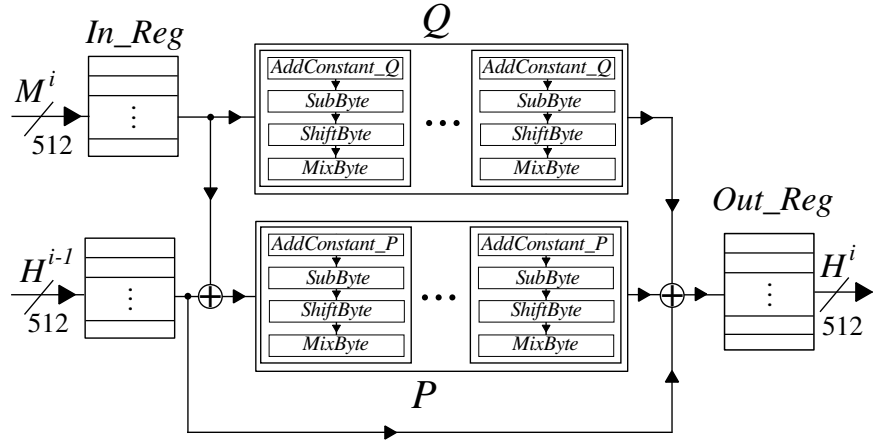 In_Reg
Q
M^i
512
⋮
AddConstant_Q
SubByte
ShiftByte
MixByte
...
AddConstant_Q
SubByte
ShiftByte
MixByte
Out_Reg
H^{i-1}
512
⋮
AddConstant_P
SubByte
ShiftByte
MixByte
...
AddConstant_P
SubByte
ShiftByte
MixByte
⋮
H^i
512
P